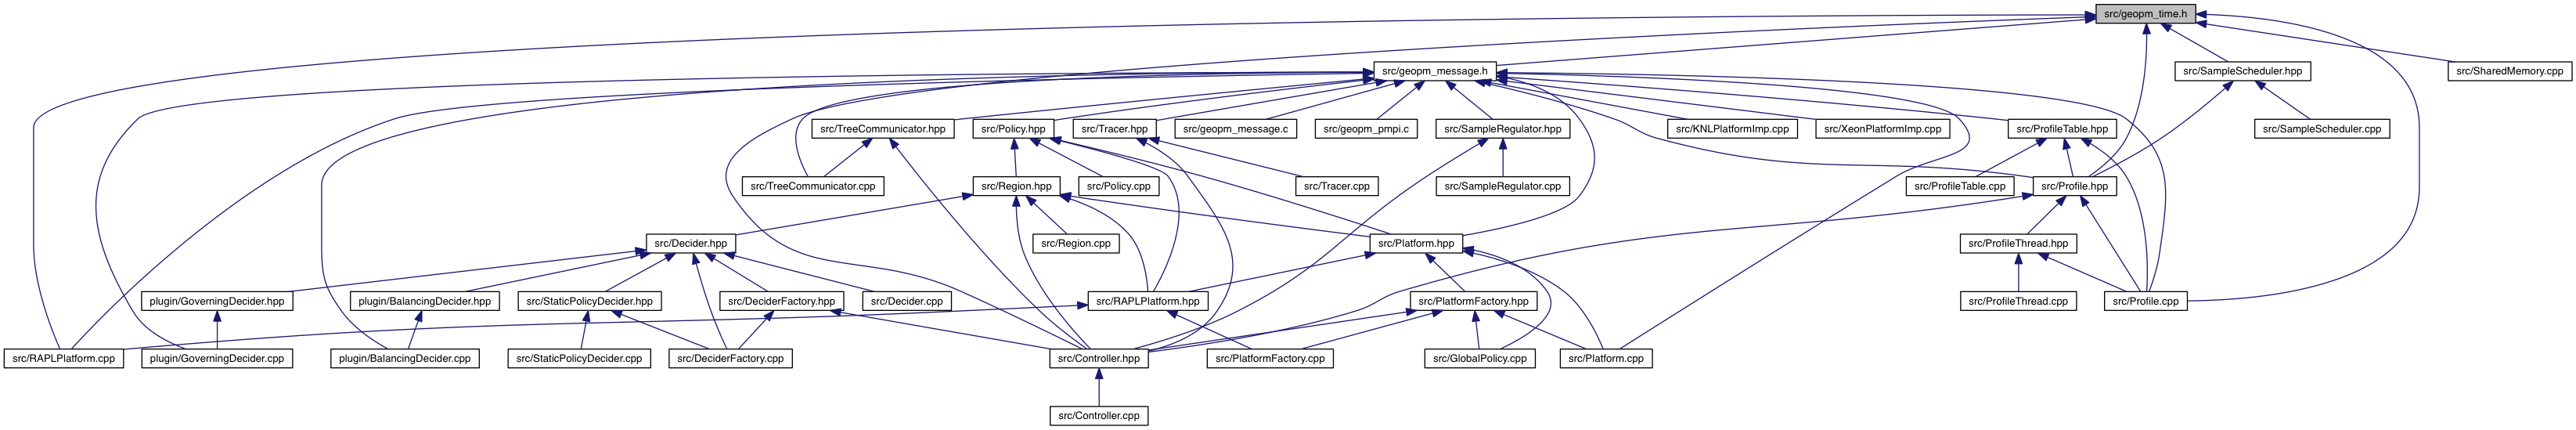 src/geopm_time.h
src/geopm_message.h
src/SampleScheduler.hpp
src/SharedMemory.cpp
src/TreeCommunicator.hpp
src/Policy.hpp
src/Tracer.hpp
src/geopm_message.c
src/geopm_pmpi.c
src/SampleRegulator.hpp
src/KNLPlatformImp.cpp
src/XeonPlatformImp.cpp
src/ProfileTable.hpp
src/SampleScheduler.cpp
src/TreeCommunicator.cpp
src/Region.hpp
src/Policy.cpp
src/Tracer.cpp
src/SampleRegulator.cpp
src/ProfileTable.cpp
src/Profile.hpp
src/Decider.hpp
src/Region.cpp
src/Platform.hpp
src/ProfileThread.hpp
plugin/GoverningDecider.hpp
plugin/BalancingDecider.hpp
src/StaticPolicyDecider.hpp
src/DeciderFactory.hpp
src/Decider.cpp
src/RAPLPlatform.hpp
src/PlatformFactory.hpp
src/ProfileThread.cpp
src/Profile.cpp
src/RAPLPlatform.cpp
plugin/GoverningDecider.cpp
plugin/BalancingDecider.cpp
src/StaticPolicyDecider.cpp
src/DeciderFactory.cpp
src/Controller.hpp
src/PlatformFactory.cpp
src/GlobalPolicy.cpp
src/Platform.cpp
src/Controller.cpp